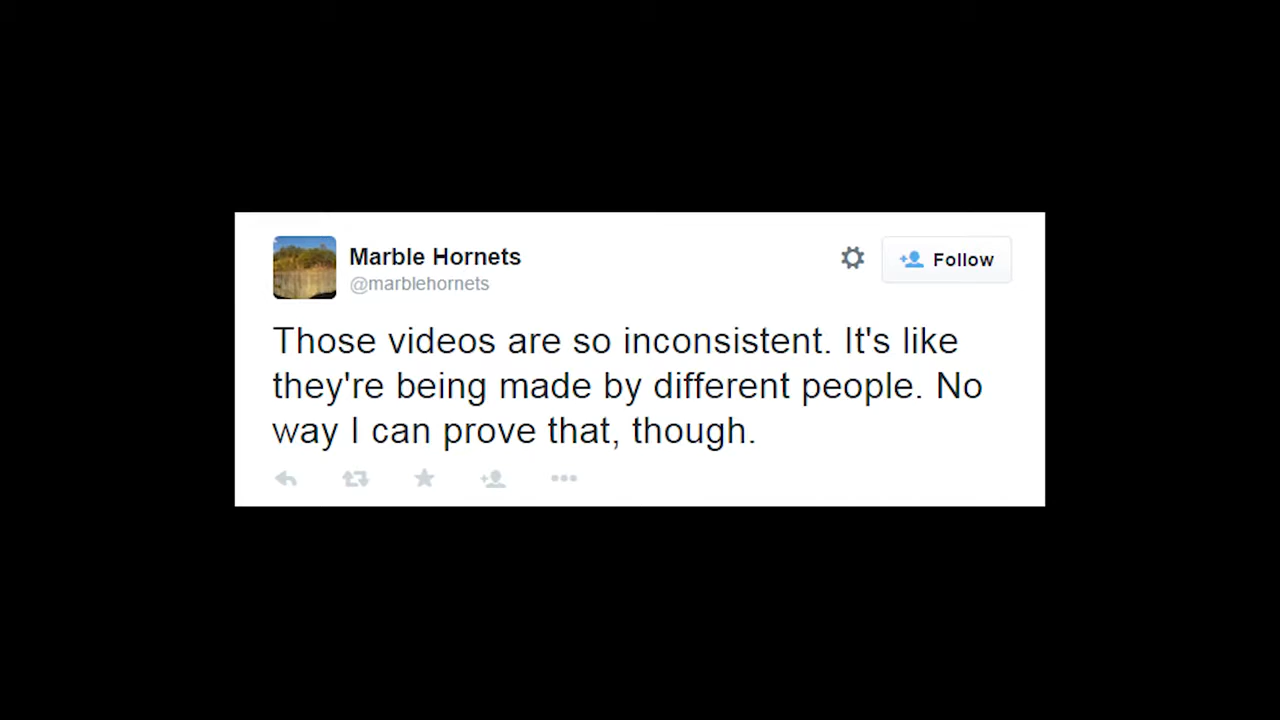 Marble Hornets
@marblehornets
Follow
Those videos are so inconsistent. It's like
they're being made by different people. No
way I can prove that, though.